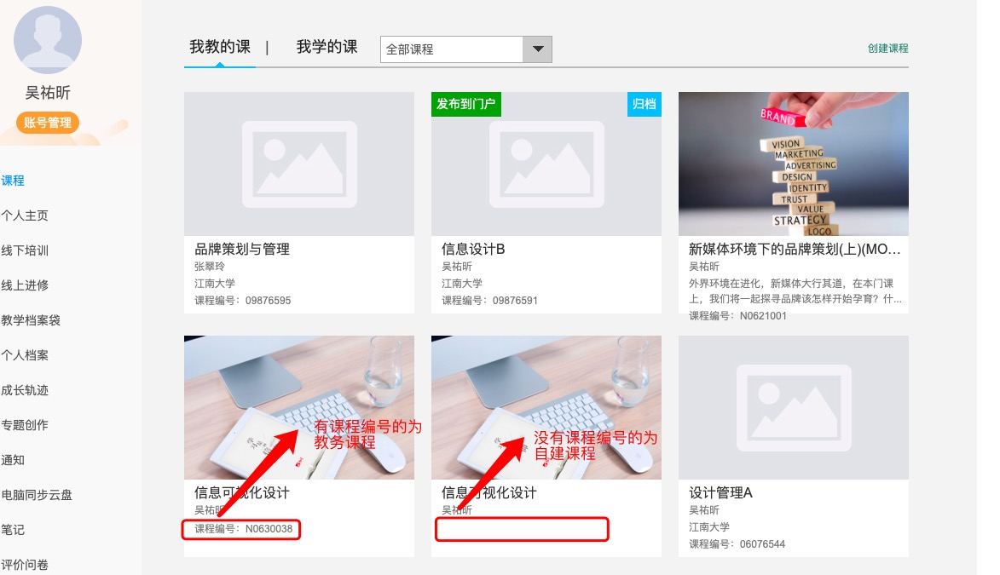 吴祐昕
账号管理
课程
个人主页
线下培训
线上进修
教学档案袋
个人档案
成长轨迹
专题创作
通知
电脑同步云盘
笔记
评价问卷
我教的课 | 我学的课 全部课程 创建课程
品牌策划与管理
张翠玲
江南大学
课程编号：09876595
发布到门户 归档
信息设计B
吴祐昕
江南大学
课程编号：09876591
BRAND
VISION
MARKETING
ADVERTISING
DESIGN
IDENTITY
TRUST
VALUE
STRATEGY
LOGO
新媒体环境下的品牌策划(上)(MO...
吴祐昕
外界环境在进化，新媒体大行其道，在本门课
上，我们将一起探寻品牌该怎样开始孕育？什...
课程编号：N0621001
有课程编号的为
教务课程
信息可视化设计
吴祐昕
课程编号：N0630038
没有课程编号的为
自建课程
信息可视化设计
吴祐昕
设计管理A
吴祐昕
江南大学
课程编号：06076544